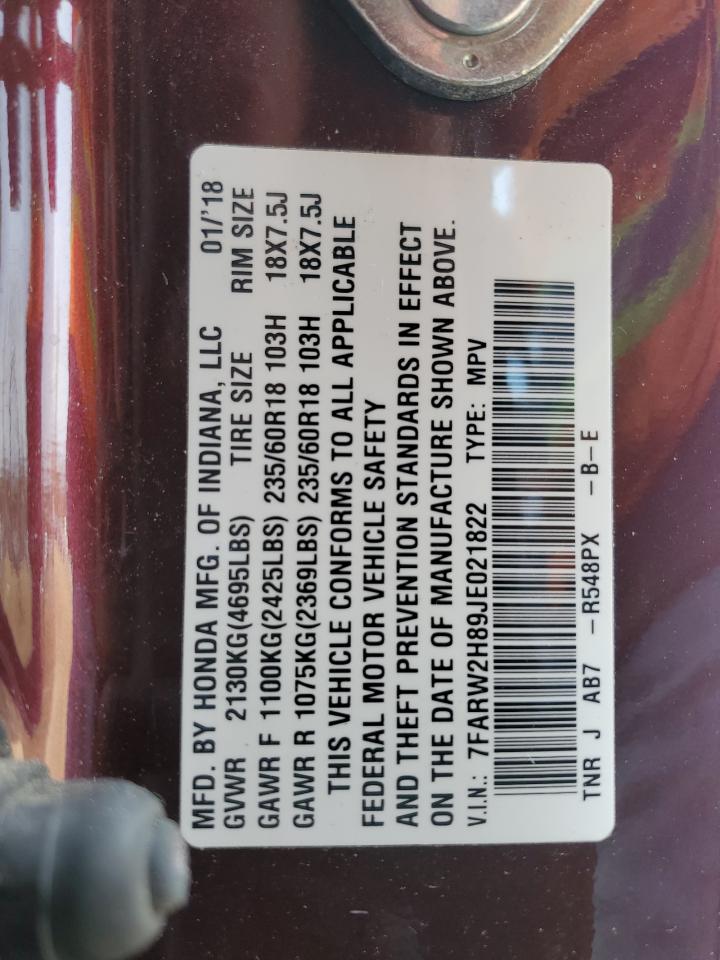 MFD. BY HONDA MFG. OF INDIANA, LLC 01/'18
GVWR 2130KG(4695LBS) TIRE SIZE RIM SIZE
GAWR F 1100KG(2425LBS) 235/60R18 103H 18X7.5J
GAWR R 1075KG(2369LBS) 235/60R18 103H 18X7.5J
THIS VEHICLE CONFORMS TO ALL APPLICABLE
FEDERAL MOTOR VEHICLE SAFETY
AND THEFT PREVENTION STANDARDS IN EFFECT
ON THE DATE OF MANUFACTURE SHOWN ABOVE.
V.I.N.: 7FARW2H89JE021822 TYPE: MPV
TNR J AB7 -R548PX -B-E